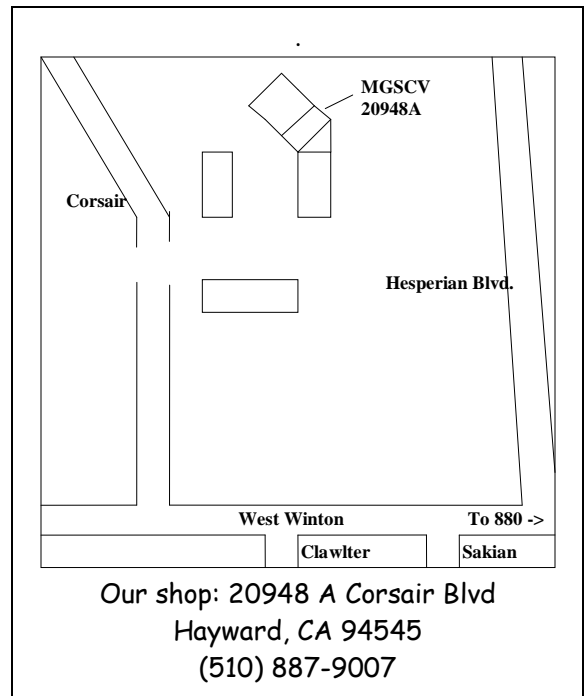 MGSCV
20948A
Corsair
Hesperian Blvd.
West Winton
To 880 ->
Clawlter
Sakian
Our shop: 20948 A Corsair Blvd
Hayward, CA 94545
(510) 887-9007